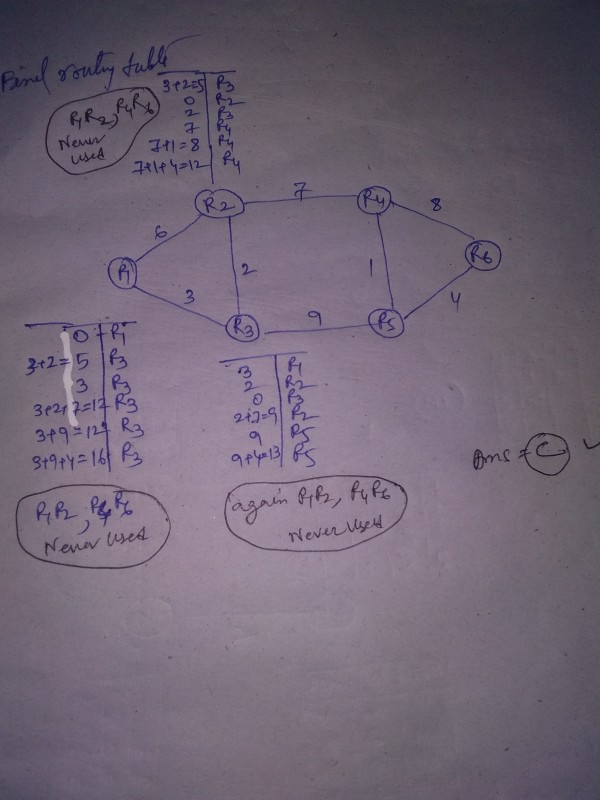 Final routing table
3+2=5 R3
0 R2
2 R3
7 R4
7+1=8 R4
7+1+4=12 R4
R1R2, R4R6
Never
used
R2
7
R4
6
8
R1
2
1
R6
3
4
R3
9
R5
0 R1
3+2=5 R3
3 R3
3+2+7=12 R3
3+9=12 R3
3+9+4=16 R3
3 R1
2 R2
0 R3
2+7=9 R2
9 R5
9+4=13 R5
Ans = C
R1R2, R4R6
Never used
again R1R2, R4R6
Never used